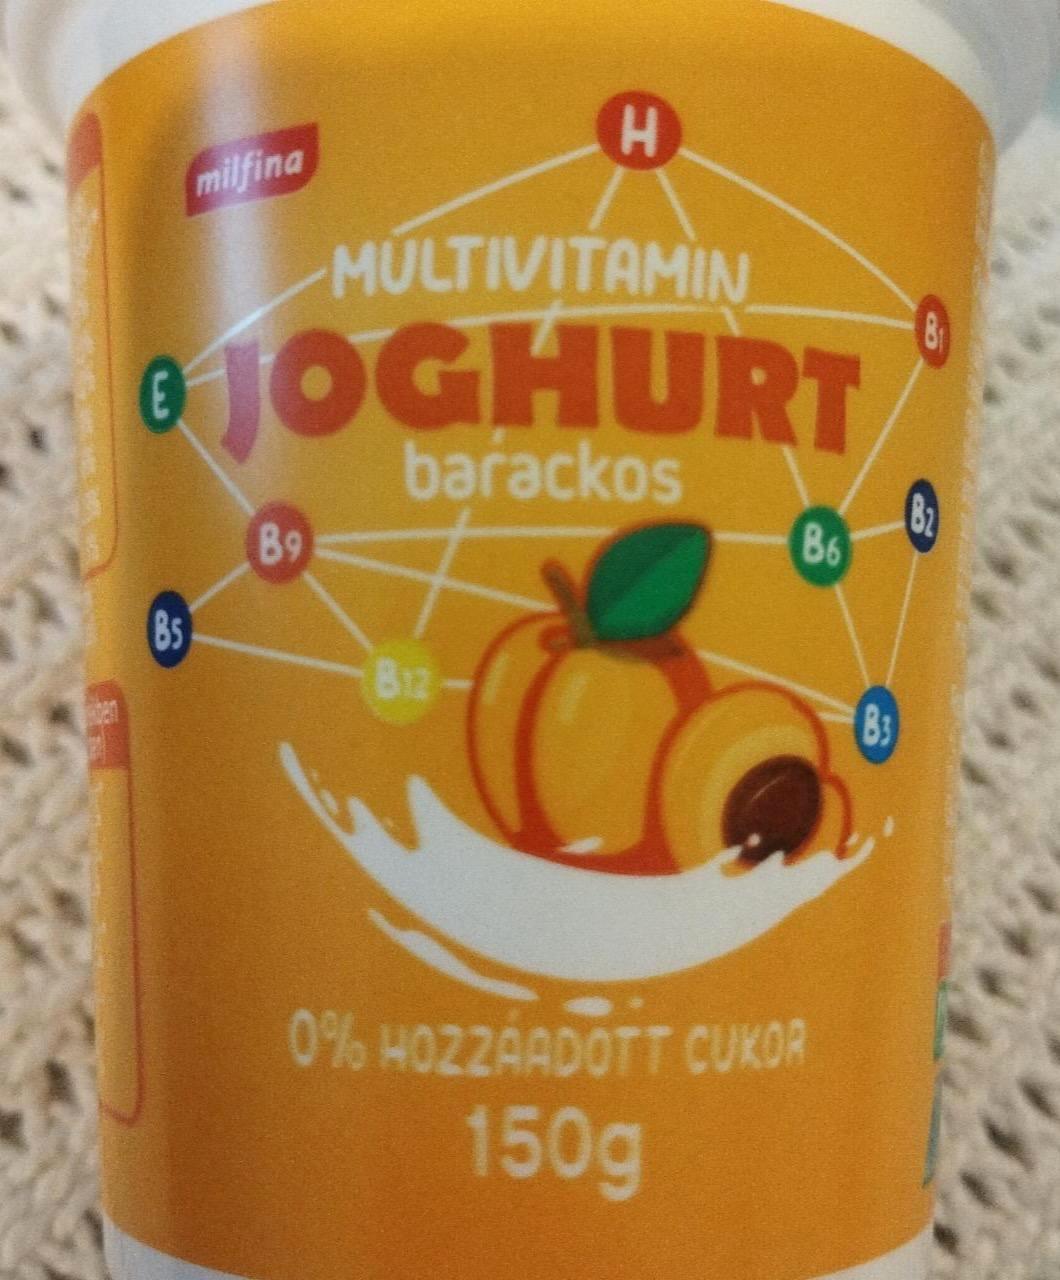 H
milfina
MULTIVITAMIN
B1
JOGHURT
E
barackos
B9
B6
B2
B5
B12
B3
0% HOZZÁADOTT CUKOR
150g